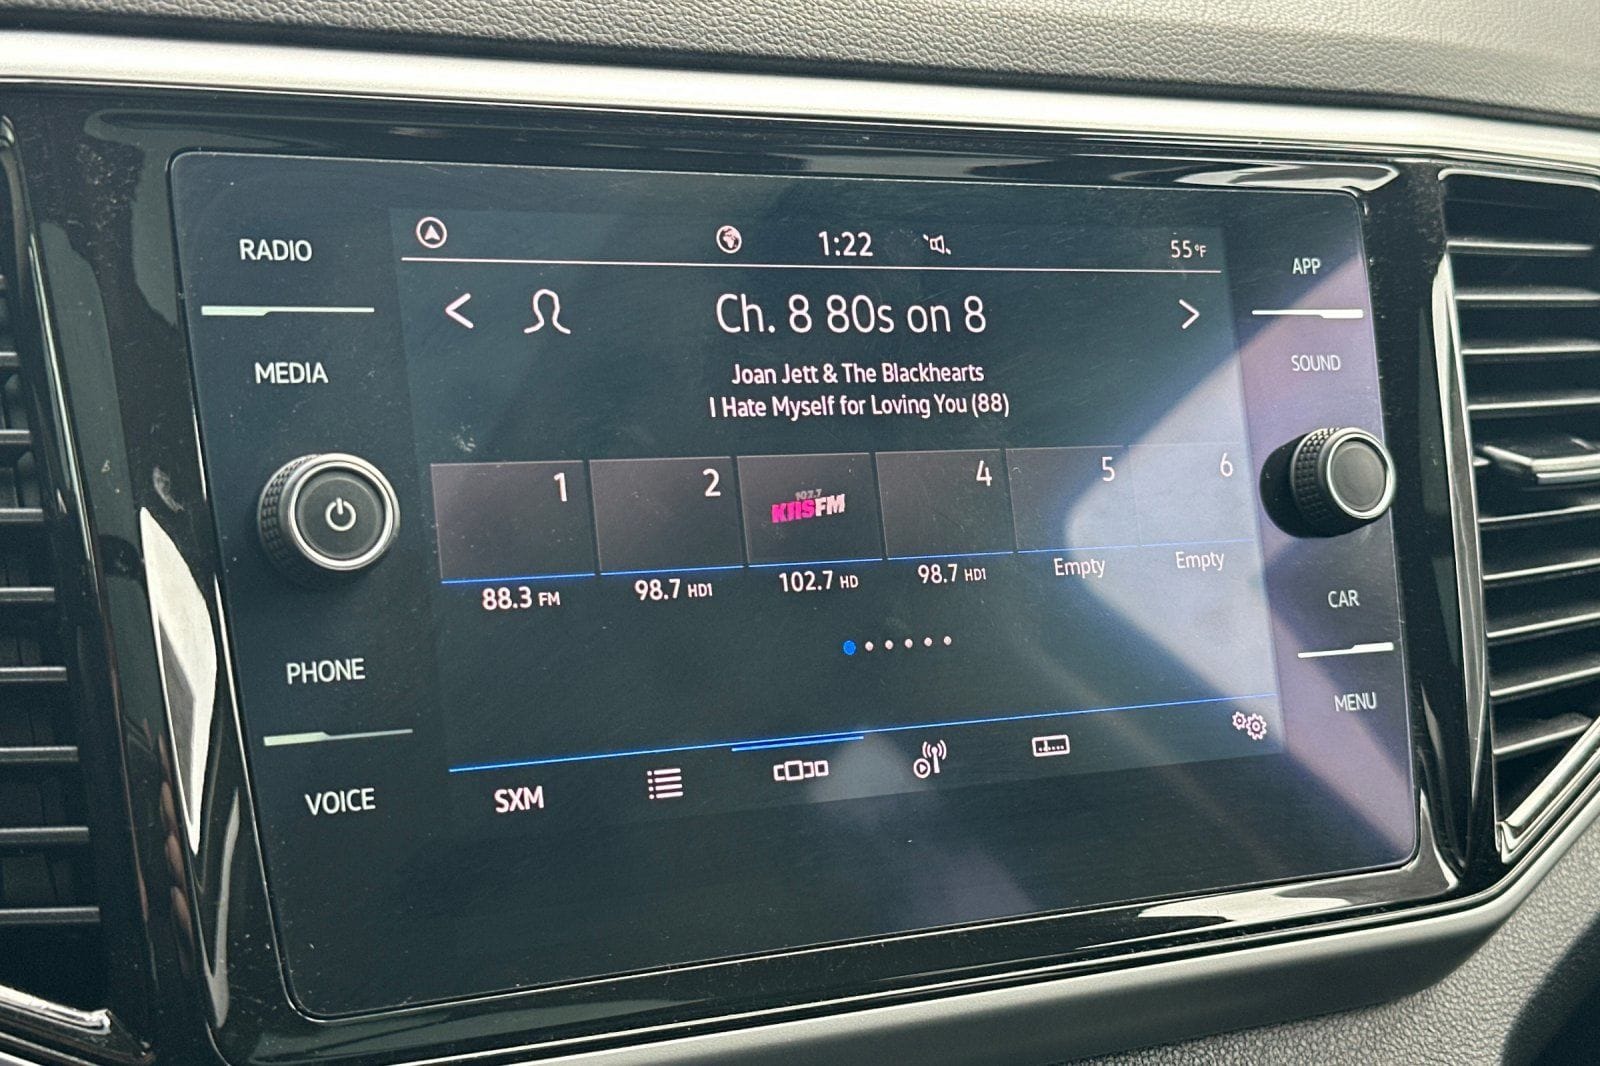 RADIO
MEDIA
PHONE
VOICE
1:22
55°F
Ch. 8 80s on 8
Joan Jett & The Blackhearts
I Hate Myself for Loving You (88)
1
2
102.7
KIISFM
4
5
6
88.3 FM
98.7 HD1
102.7 HD
98.7 HD1
Empty
Empty
SXM
APP
SOUND
CAR
MENU